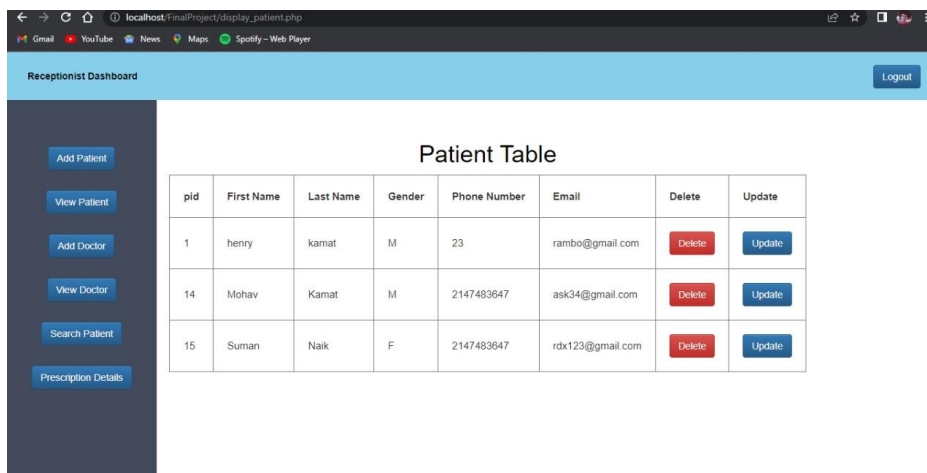 localhost/FinalProject/display_patient.php
Gmail YouTube News Maps Spotify – Web Player
Receptionist Dashboard Logout
Add Patient
View Patient
Add Doctor
View Doctor
Search Patient
Prescription Details
Patient Table
pid First Name Last Name Gender Phone Number Email Delete Update
1 henry kamat M 23 rambo@gmail.com Delete Update
14 Mohav Kamat M 2147483647 ask34@gmail.com Delete Update
15 Suman Naik F 2147483647 rdx123@gmail.com Delete Update